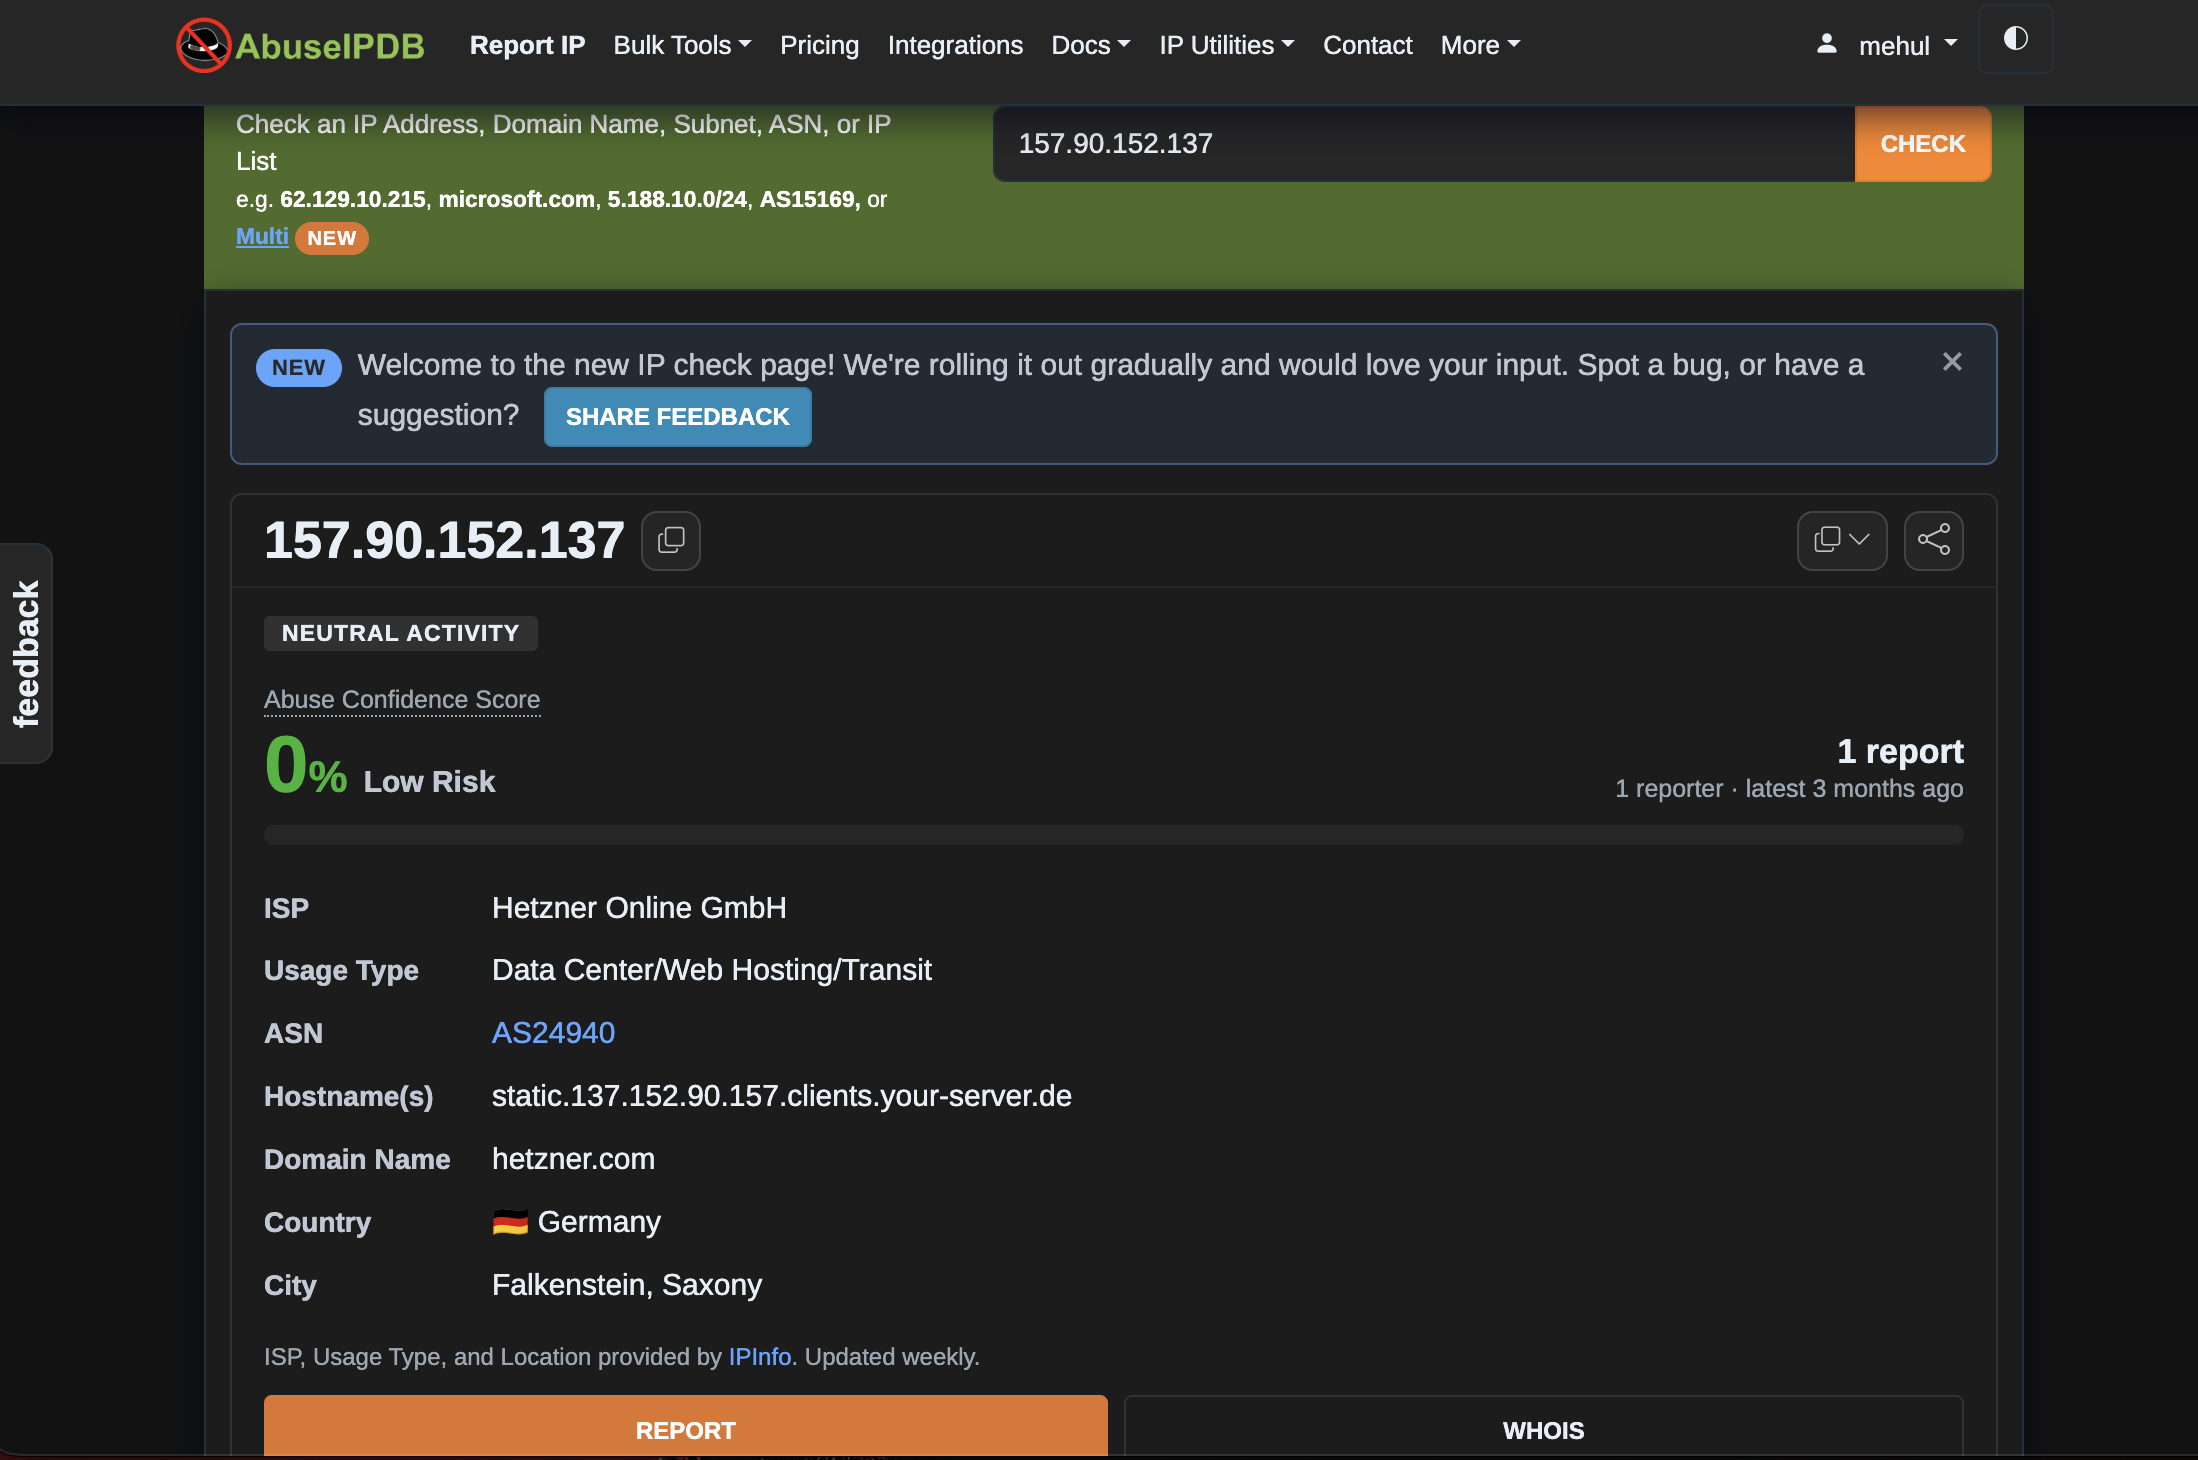 AbuseIPDB Report IP Bulk Tools Pricing Integrations Docs IP Utilities Contact More mehul
Check an IP Address, Domain Name, Subnet, ASN, or IP
List
e.g. 62.129.10.215, microsoft.com, 5.188.10.0/24, AS15169, or
Multi NEW
157.90.152.137 CHECK
NEW Welcome to the new IP check page! We're rolling it out gradually and would love your input. Spot a bug, or have a
suggestion? SHARE FEEDBACK
feedback
157.90.152.137
NEUTRAL ACTIVITY
Abuse Confidence Score
0% Low Risk
1 report
1 reporter · latest 3 months ago
ISP Hetzner Online GmbH
Usage Type Data Center/Web Hosting/Transit
ASN AS24940
Hostname(s) static.137.152.90.157.clients.your-server.de
Domain Name hetzner.com
Country Germany
City Falkenstein, Saxony
ISP, Usage Type, and Location provided by IPInfo. Updated weekly.
REPORT WHOIS